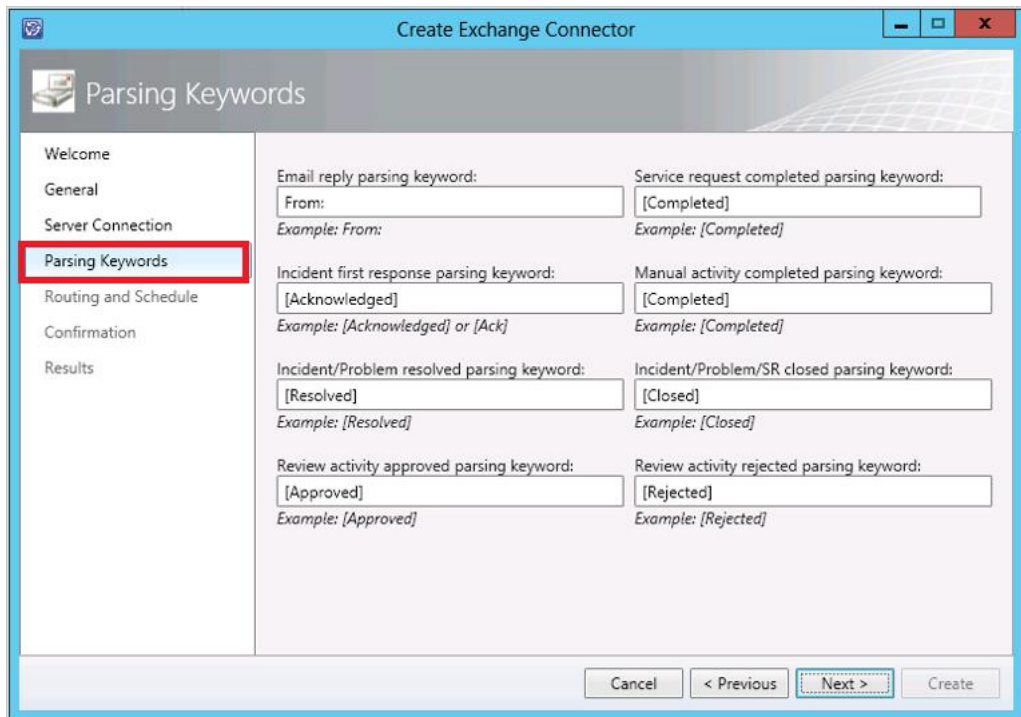 Create Exchange Connector
Parsing Keywords
Welcome
General
Server Connection
Parsing Keywords
Routing and Schedule
Confirmation
Results
Email reply parsing keyword:
From:
Example: From:
Service request completed parsing keyword:
[Completed]
Example: [Completed]
Incident first response parsing keyword:
[Acknowledged]
Example: [Acknowledged] or [Ack]
Manual activity completed parsing keyword:
[Completed]
Example: [Completed]
Incident/Problem resolved parsing keyword:
[Resolved]
Example: [Resolved]
Incident/Problem/SR closed parsing keyword:
[Closed]
Example: [Closed]
Review activity approved parsing keyword:
[Approved]
Example: [Approved]
Review activity rejected parsing keyword:
[Rejected]
Example: [Rejected]
Cancel
< Previous
Next >
Create